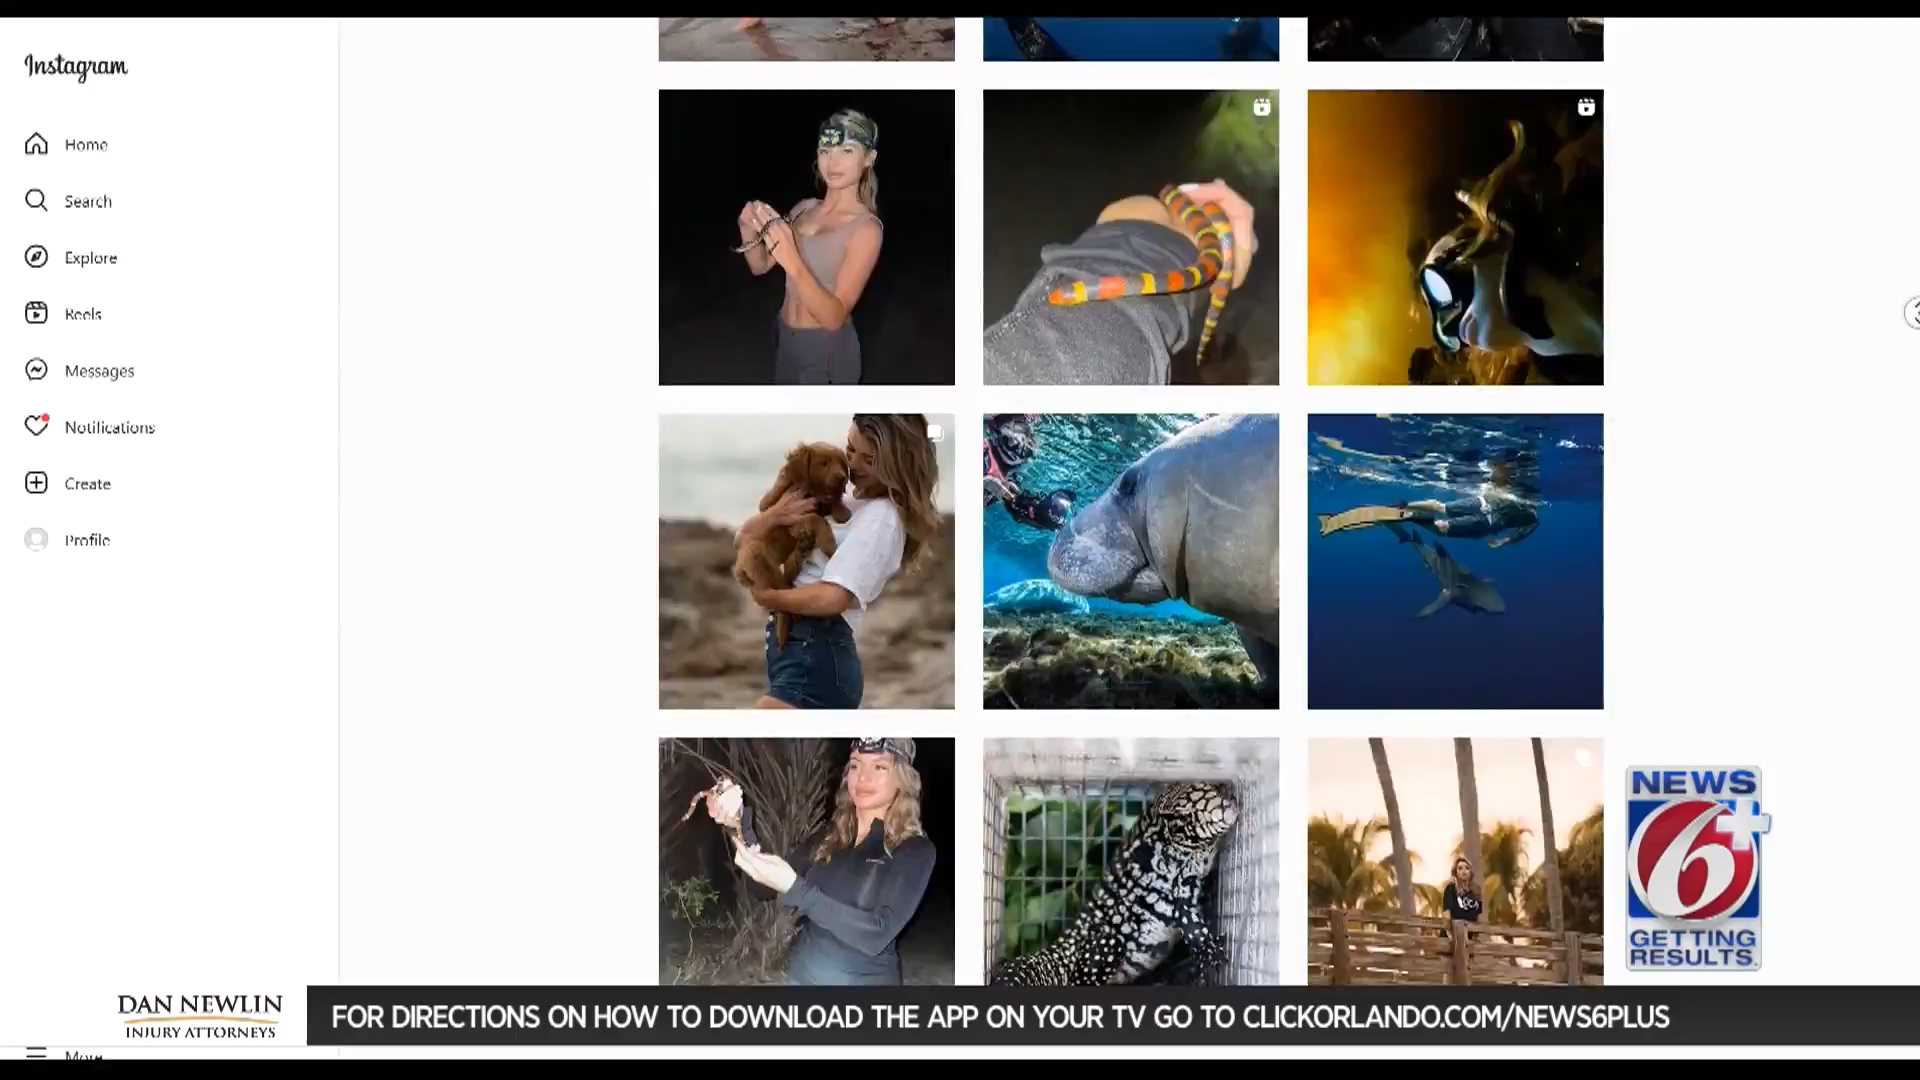 Instagram
Home
Search
Explore
Reels
Messages
Notifications
Create
Profile
More
NEWS
6+
GETTING
RESULTS
DAN NEWLIN
INJURY ATTORNEYS
FOR DIRECTIONS ON HOW TO DOWNLOAD THE APP ON YOUR TV GO TO CLICKORLANDO.COM/NEWS6PLUS